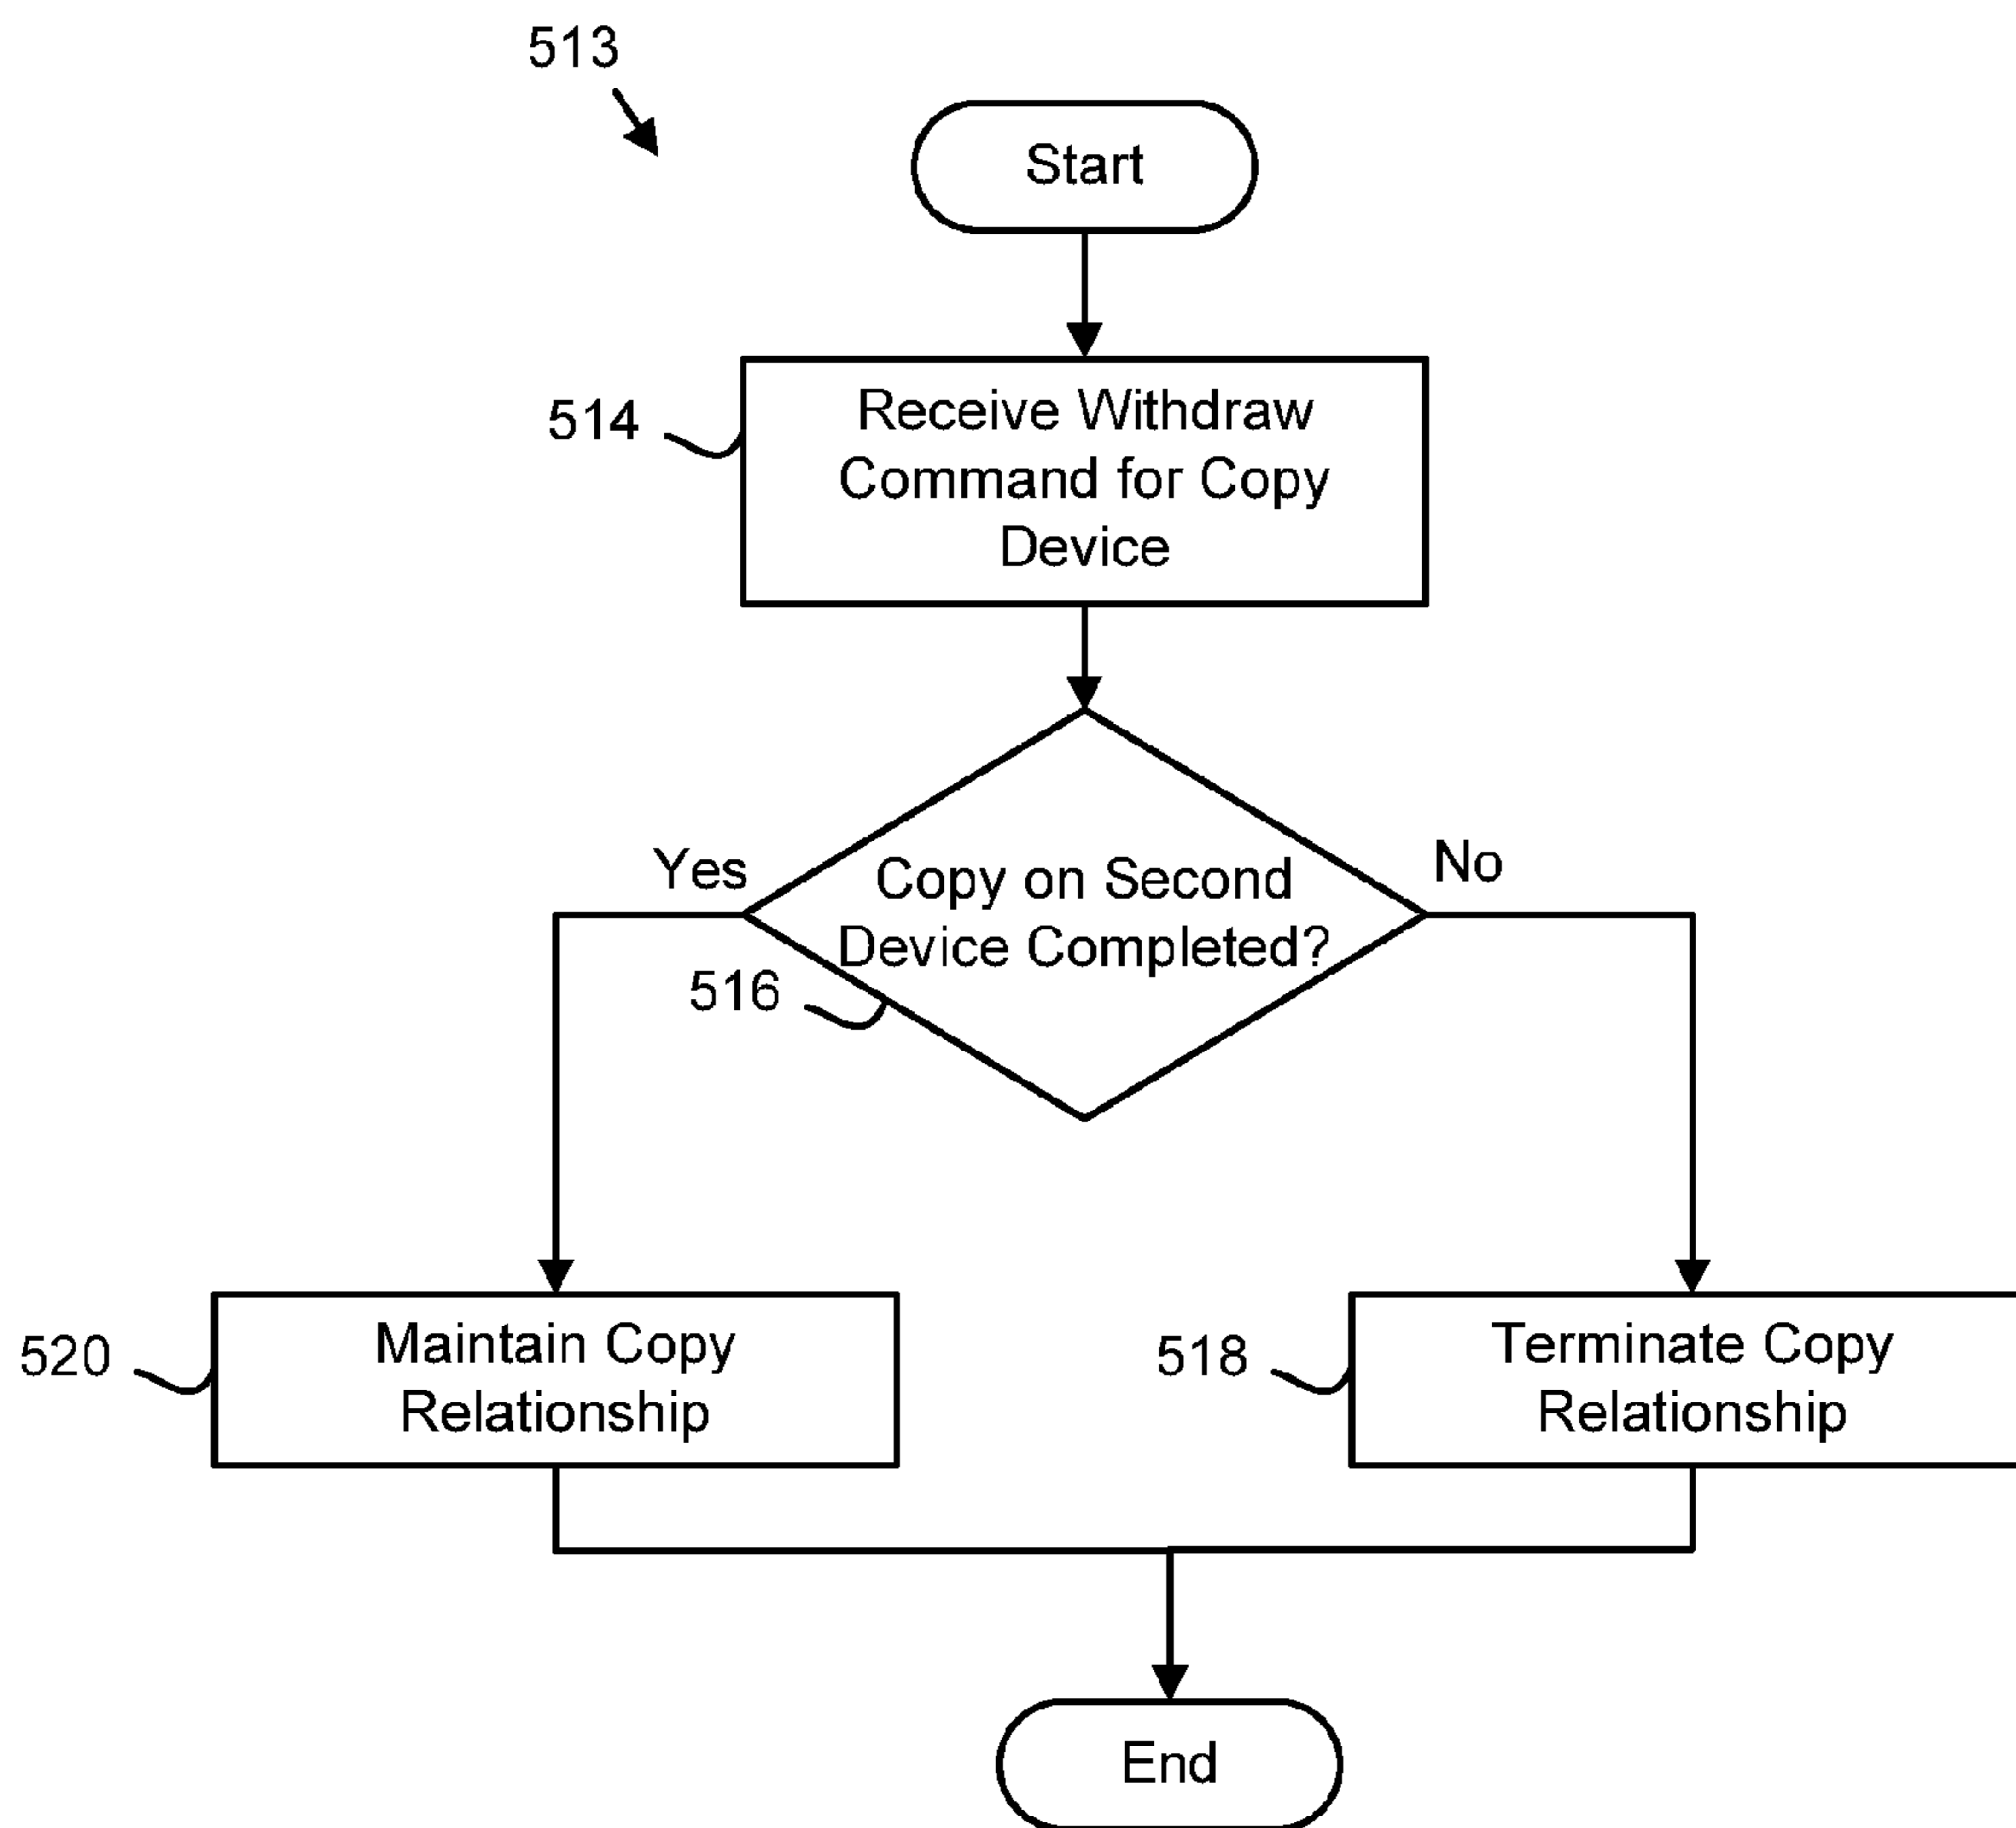 513
Start
514
Receive Withdraw
Command for Copy
Device
Yes
No
Copy on Second
Device Completed?
516
520
Maintain Copy
Relationship
518
Terminate Copy
Relationship
End